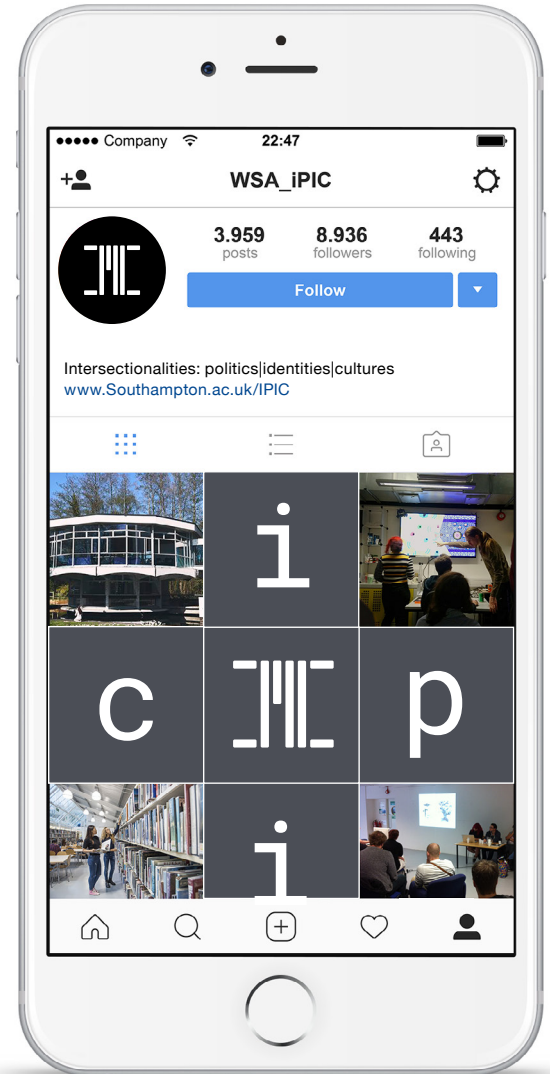 Company 22:47
WSA_iPIC
3.959 8.936 443
posts followers following
Follow
Intersectionalities: politics|identities|cultures
www.Southampton.ac.uk/IPIC
i
c p
i